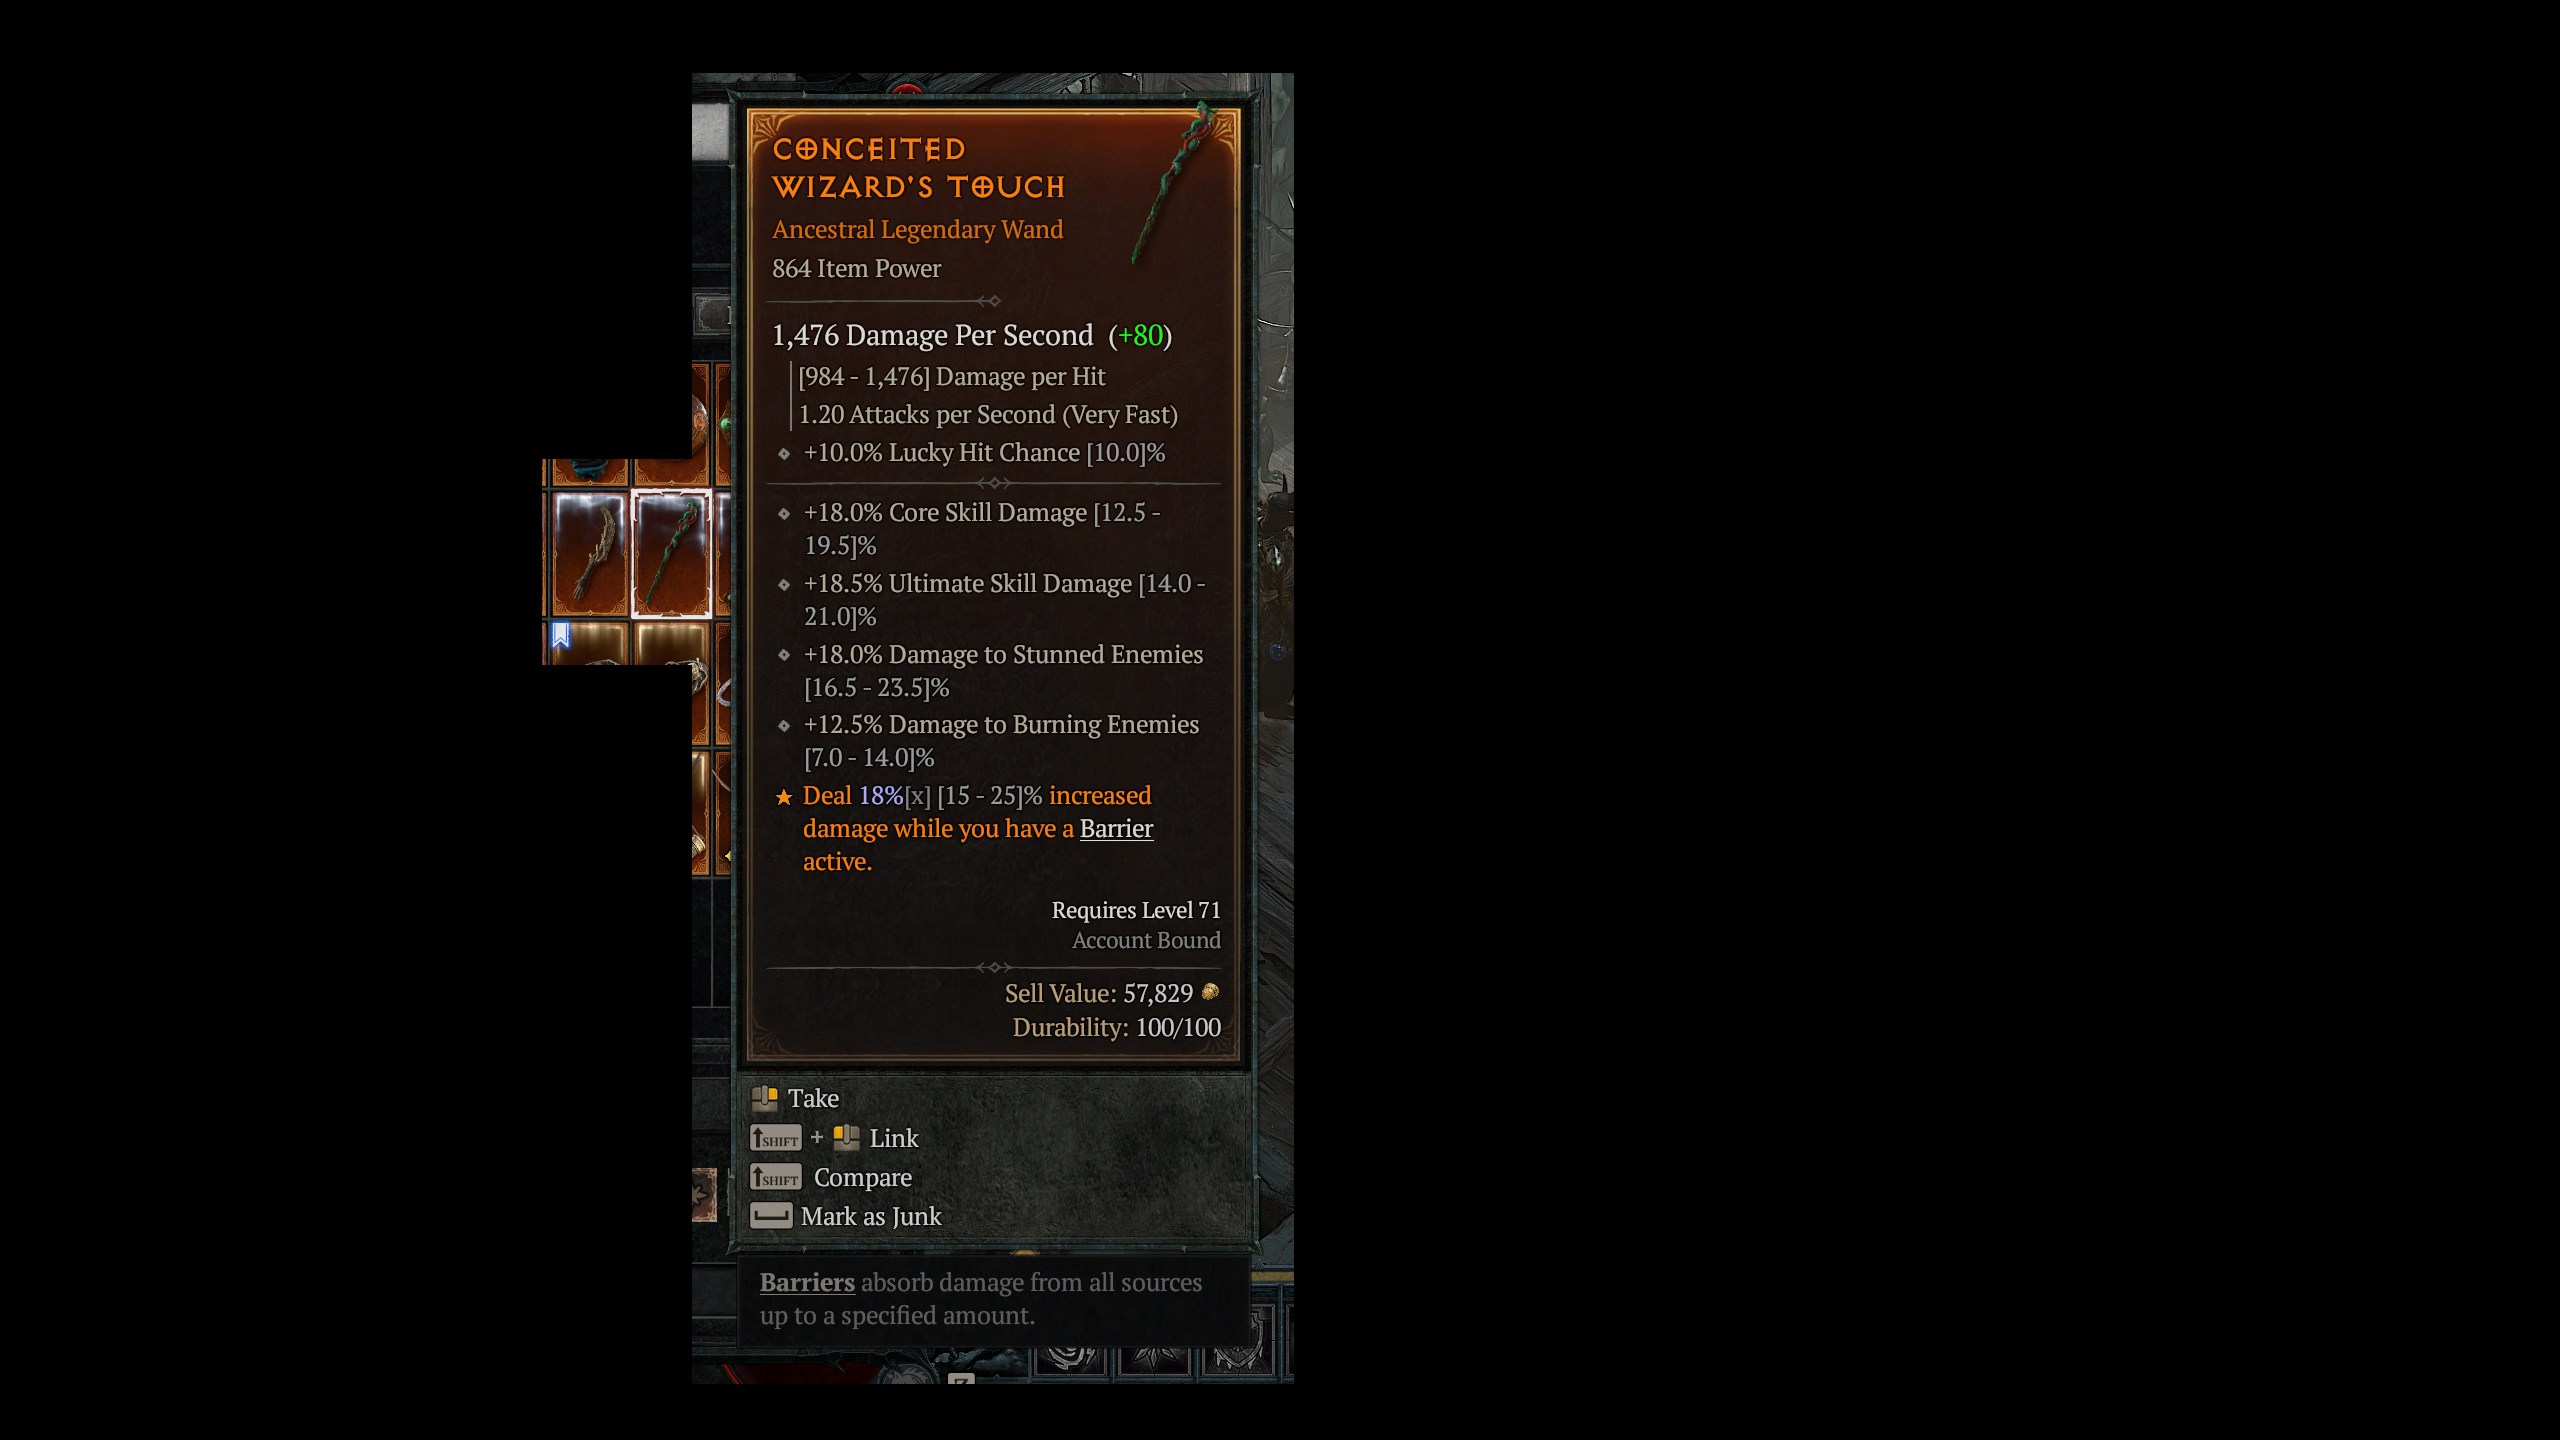 CONCEITED
WIZARD'S TOUCH
Ancestral Legendary Wand
864 Item Power
1,476 Damage Per Second (+80)
[984 - 1,476] Damage per Hit
1.20 Attacks per Second (Very Fast)
+10.0% Lucky Hit Chance [10.0]%
+18.0% Core Skill Damage [12.5 -
19.5]%
+18.5% Ultimate Skill Damage [14.0 -
21.0]%
+18.0% Damage to Stunned Enemies
[16.5 - 23.5]%
+12.5% Damage to Burning Enemies
[7.0 - 14.0]%
Deal 18%[x] [15 - 25]% increased
damage while you have a Barrier
active.
Requires Level 71
Account Bound
Sell Value: 57,829
Durability: 100/100
Take
SHIFT + Link
SHIFT Compare
Mark as Junk
Barriers absorb damage from all sources
up to a specified amount.